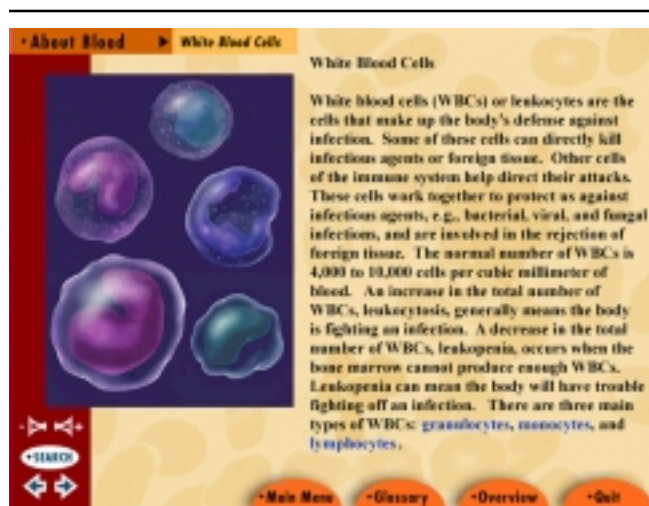 •About Blood ▶ White Blood Cells
White Blood Cells
White blood cells (WBCs) or leukocytes are the
cells that make up the body's defense against
infection. Some of these cells can directly kill
infectious agents or foreign tissue. Other cells
of the immune system help direct their attacks.
These cells work together to protect us against
infectious agents, e.g., bacterial, viral, and fungal
infections, and are involved in the rejection of
foreign tissue. The normal number of WBCs is
4,000 to 10,000 cells per cubic millimeter of
blood. An increase in the total number of
WBCs, leukocytosis, generally means the body
is fighting an infection. A decrease in the total
number of WBCs, leukopenia, occurs when the
bone marrow cannot produce enough WBCs.
Leukopenia can mean the body will have trouble
fighting off an infection. There are three main
types of WBCs: granulocytes, monocytes, and
lymphocytes.
•SEARCH
•Main Menu •Glossary •Overview •Quit